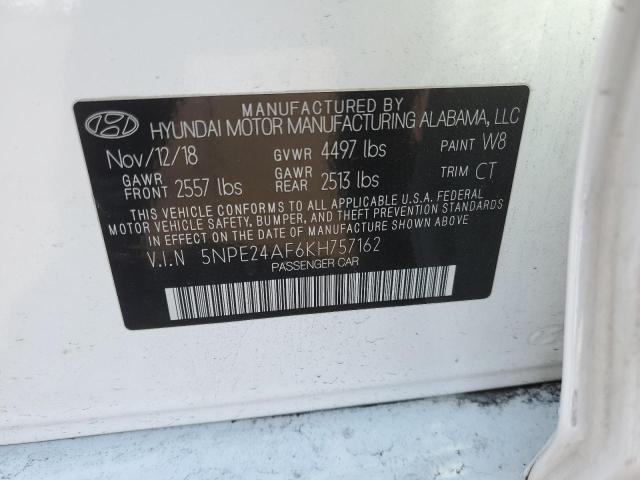 MANUFACTURED BY
HYUNDAI MOTOR MANUFACTURING ALABAMA, LLC
Nov/12/18 GVWR 4497 lbs PAINT W8
GAWR FRONT 2557 lbs GAWR REAR 2513 lbs TRIM CT
THIS VEHICLE CONFORMS TO ALL APPLICABLE U.S.A. FEDERAL
MOTOR VEHICLE SAFETY, BUMPER, AND THEFT PREVENTION STANDARDS
IN EFFECT ON THE DATE OF MANUFACTURE SHOWN ABOVE.
V.I.N 5NPE24AF6KH757162
PASSENGER CAR